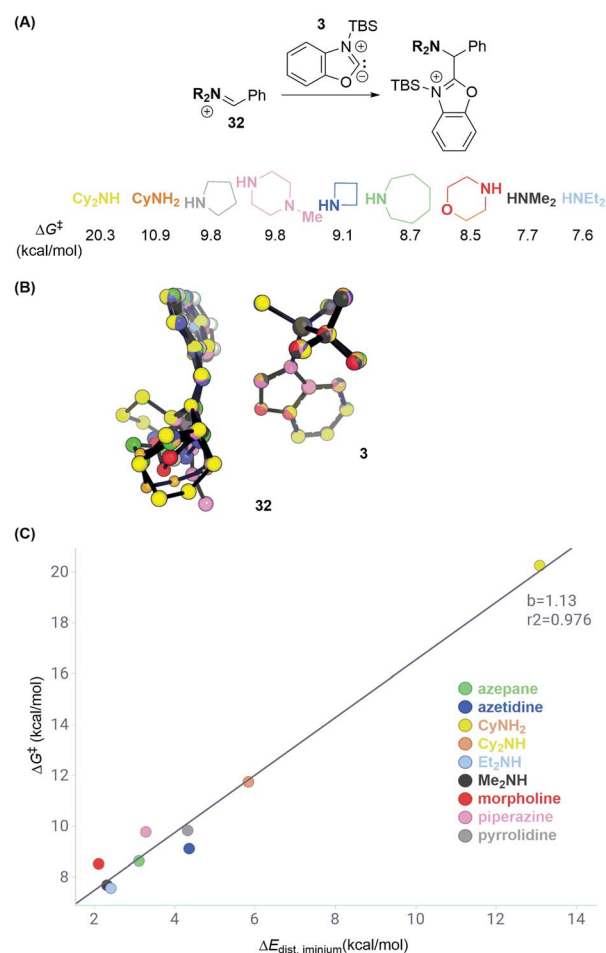 (A)
3
TBS
N
⊕
:
O
⊖
R₂N
Ph
⊕
32
R₂N
Ph
⊕
TBS
N
O
Cy₂NH
CyNH₂
HN
HN
N
Me
HN
HN
NH
O
HNMe₂
HNEt₂
ΔG‡
20.3 10.9 9.8 9.8 9.1 8.7 8.5 7.7 7.6
(kcal/mol)
(B)
3
32
(C)
20
18
16
14
12
10
8
ΔG‡ (kcal/mol)
b=1.13
r2=0.976
azepane
azetidine
CyNH₂
Cy₂NH
Et₂NH
Me₂NH
morpholine
piperazine
pyrrolidine
2 4 6 8 10 12 14
ΔE dist, iminium(kcal/mol)